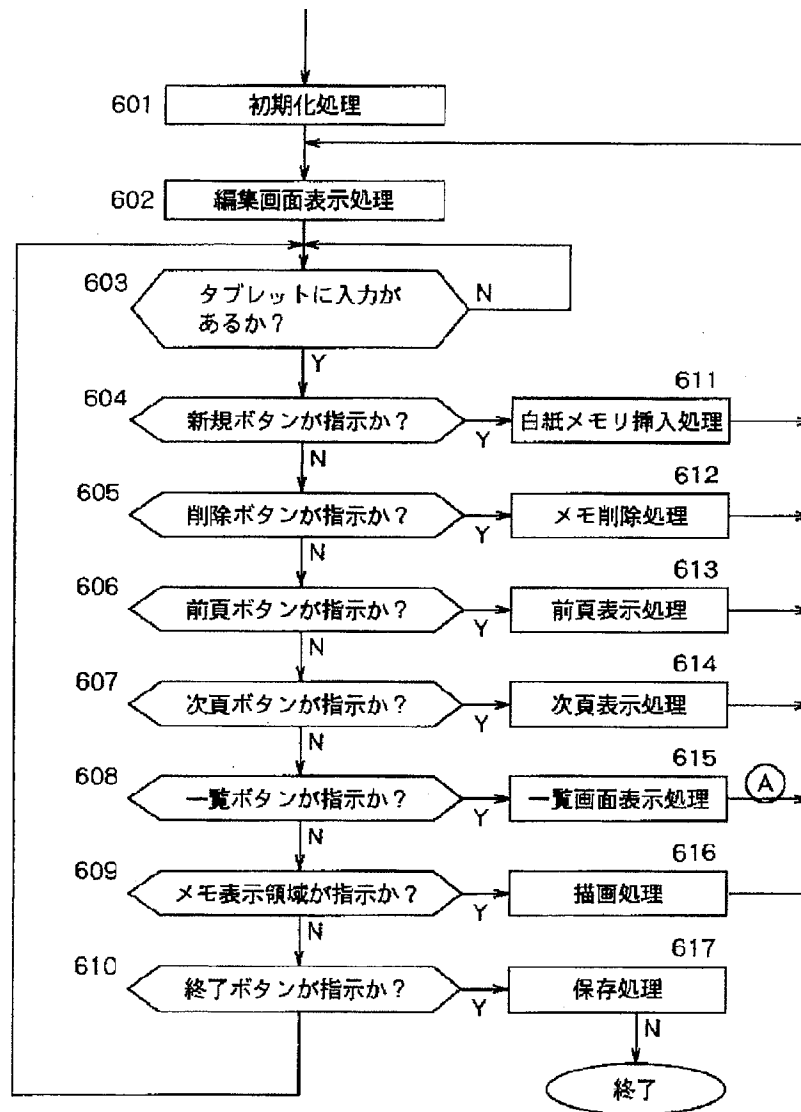 601 初期化処理
602 編集画面表示処理
603 タブレットに入力が
あるか？ N
Y
611
604 新規ボタンが指示か？ Y 白紙メモリ挿入処理
N
612
605 削除ボタンが指示か？ Y メモ削除処理
N
613
606 前頁ボタンが指示か？ Y 前頁表示処理
N
614
607 次頁ボタンが指示か？ Y 次頁表示処理
N
615
608 一覧ボタンが指示か？ Y 一覧画面表示処理 A
N
616
609 メモ表示領域が指示か？ Y 描画処理
N
617
610 終了ボタンが指示か？ Y 保存処理
N
終了